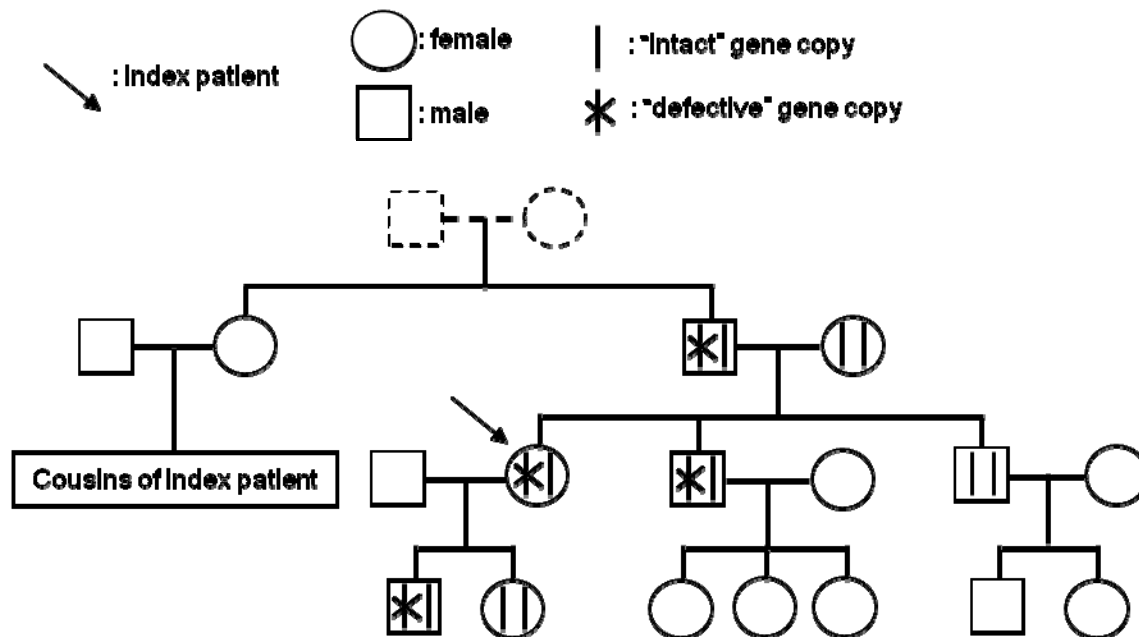 : Index patient
: female
: male
: "intact" gene copy
: "defective" gene copy
Cousins of index patient